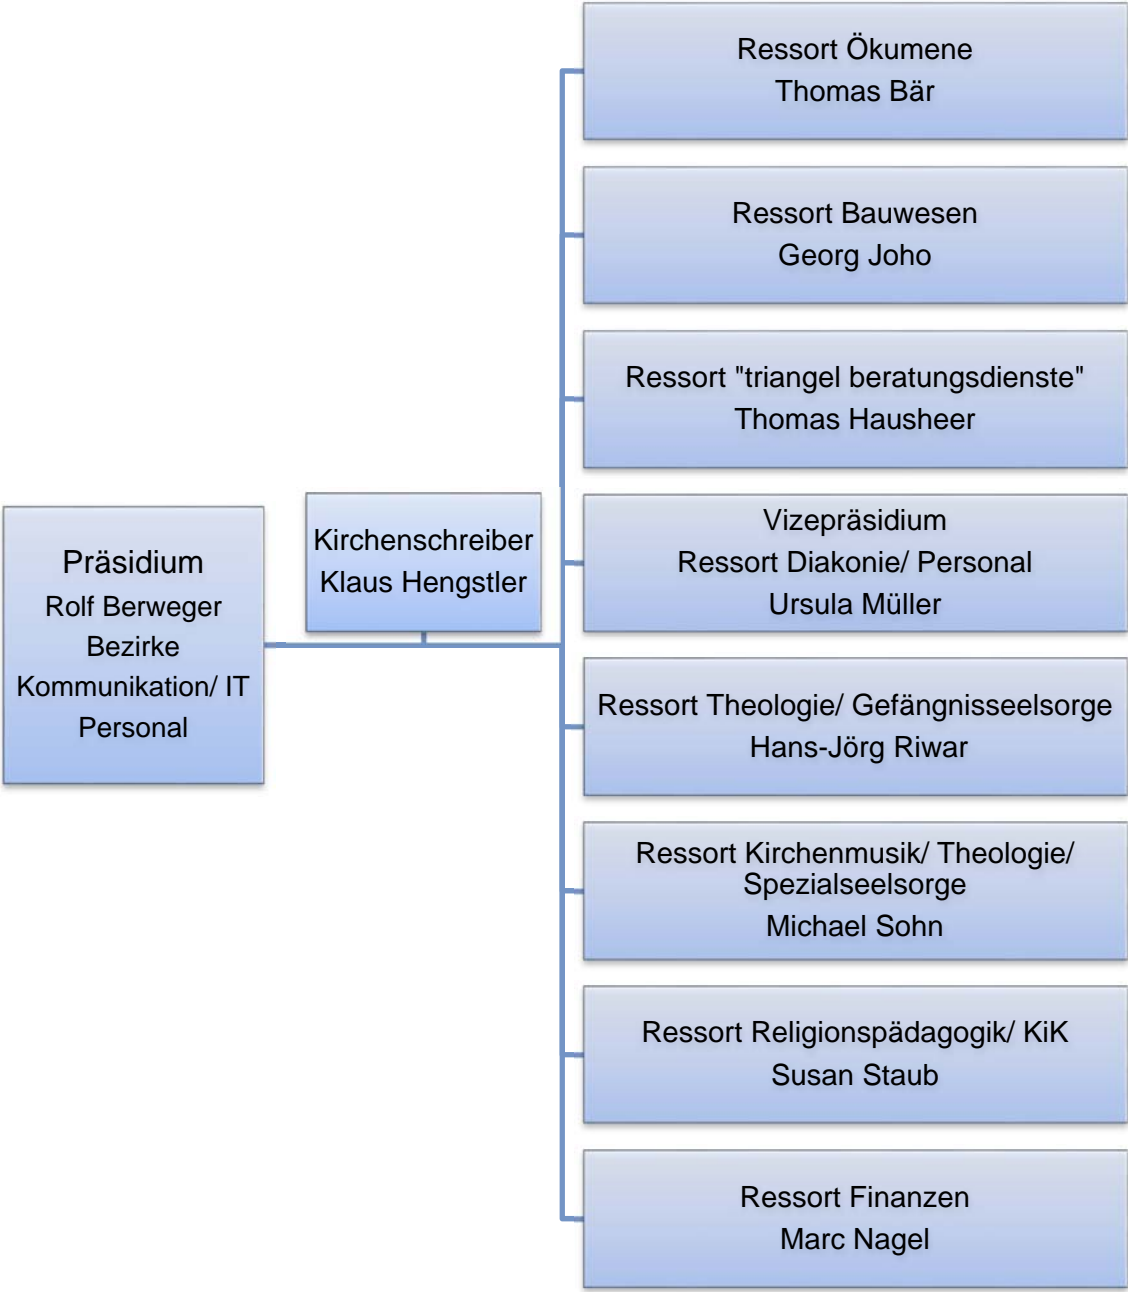 Präsidium
Rolf Berweger
Bezirke
Kommunikation/ IT
Personal
Kirchenschreiber
Klaus Hengstler
Ressort Ökumene
Thomas Bär
Ressort Bauwesen
Georg Joho
Ressort "triangel beratungsdienste"
Thomas Hausheer
Vizepräsidium
Ressort Diakonie/ Personal
Ursula Müller
Ressort Theologie/ Gefängnisseelsorge
Hans-Jörg Riwar
Ressort Kirchenmusik/ Theologie/
Spezialseelsorge
Michael Sohn
Ressort Religionspädagogik/ KiK
Susan Staub
Ressort Finanzen
Marc Nagel